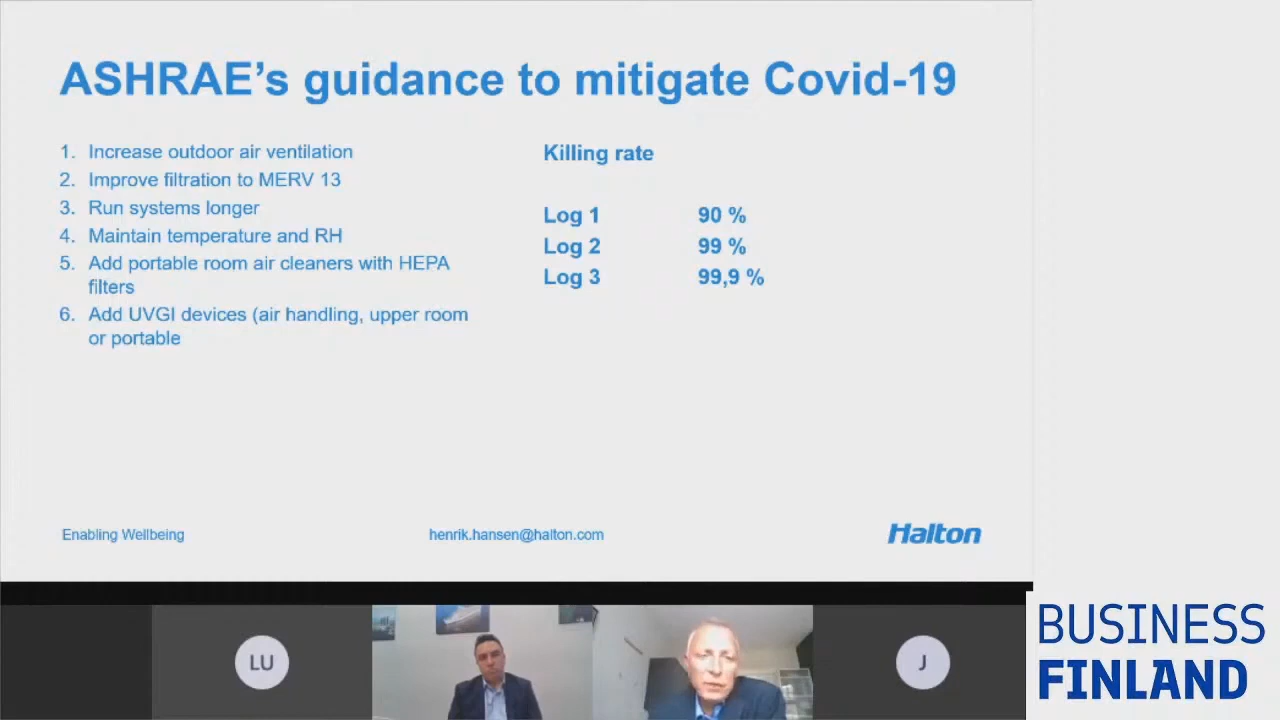 ASHRAE’s guidance to mitigate Covid-19
1. Increase outdoor air ventilation
2. Improve filtration to MERV 13
3. Run systems longer
4. Maintain temperature and RH
5. Add portable room air cleaners with HEPA
filters
6. Add UVGI devices (air handling, upper room
or portable
Killing rate
Log 1 90 %
Log 2 99 %
Log 3 99,9 %
Enabling Wellbeing
henrik.hansen@halton.com
Halton
LU
J
BUSINESS
FINLAND